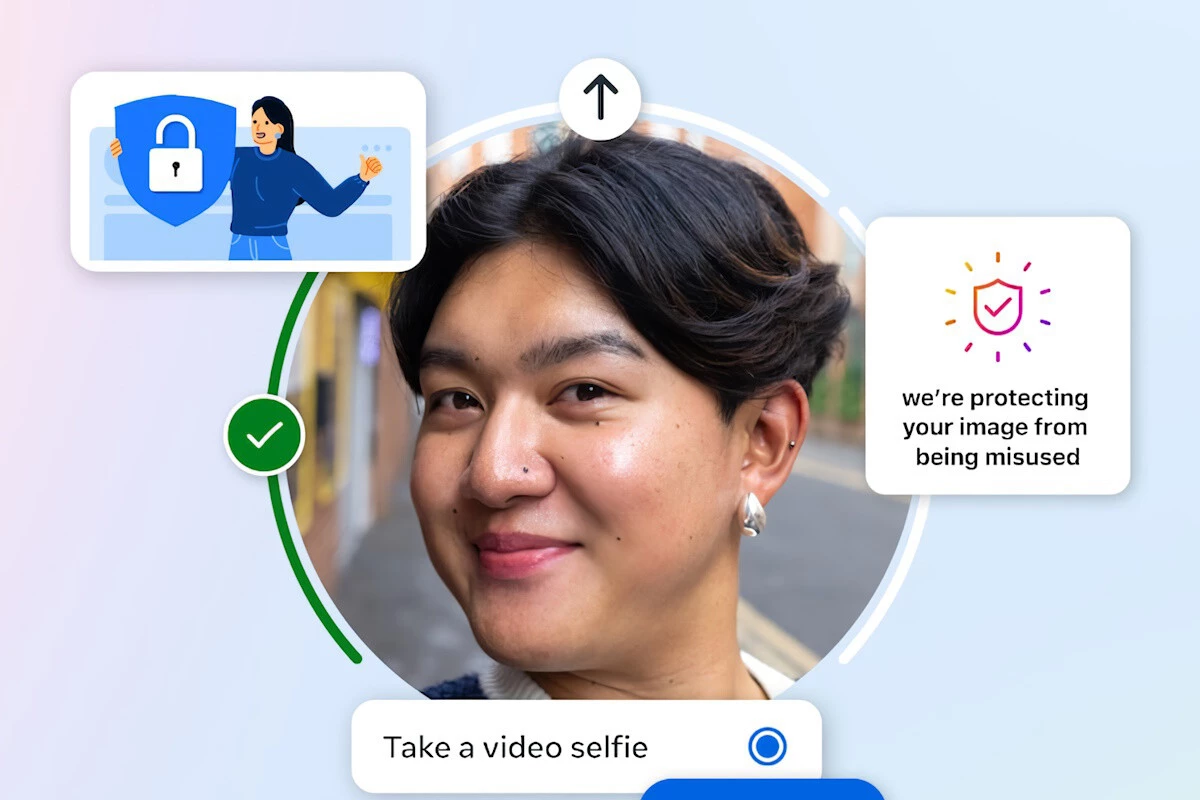 we're protecting
your image from
being misused
Take a video selfie